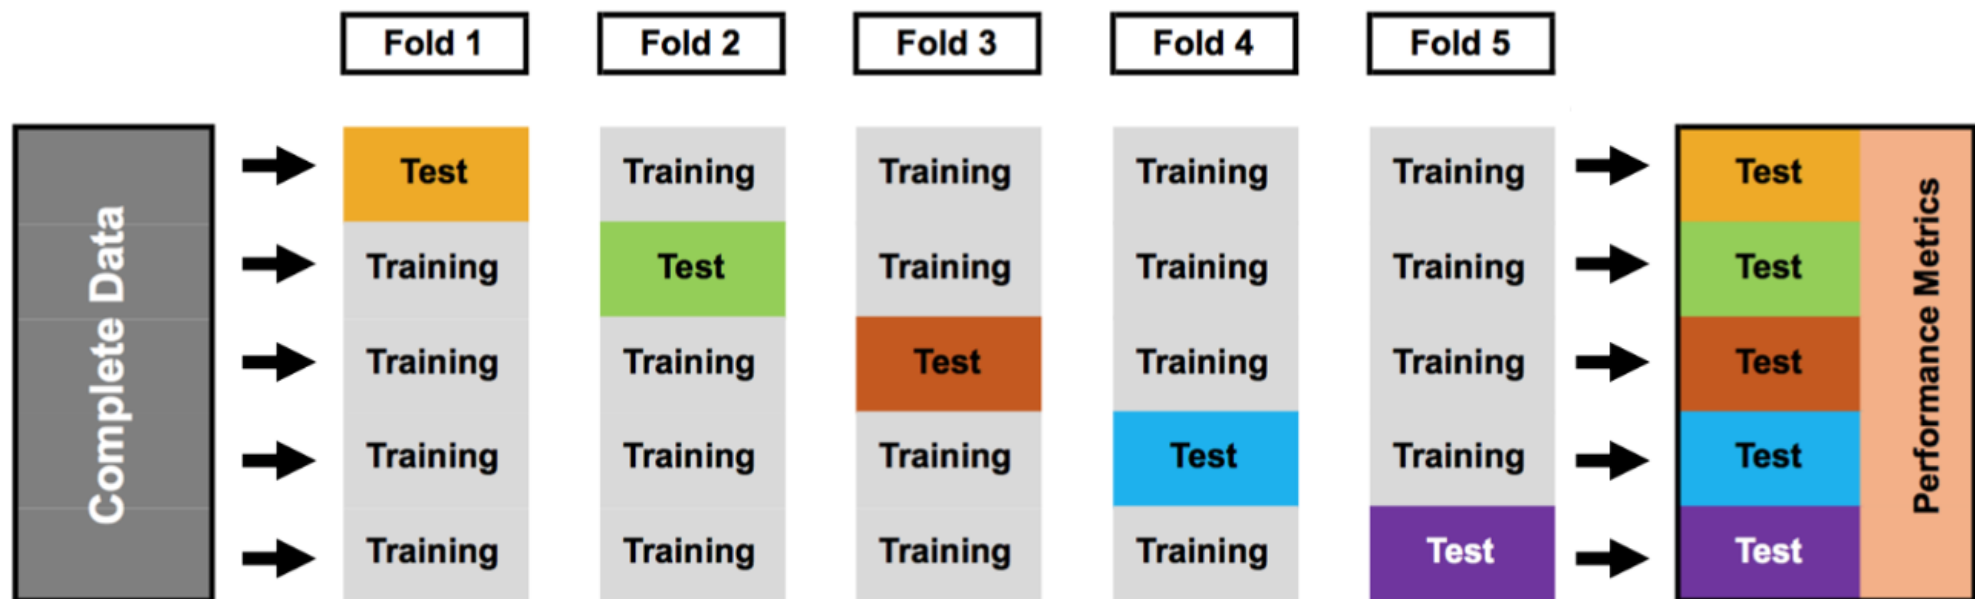 Fold 1 Fold 2 Fold 3 Fold 4 Fold 5
Complete Data
Test Training Training Training Training Test
Training Test Training Training Training Test
Training Training Test Training Training Test
Training Training Training Test Training Test
Training Training Training Training Test Test
Performance Metrics